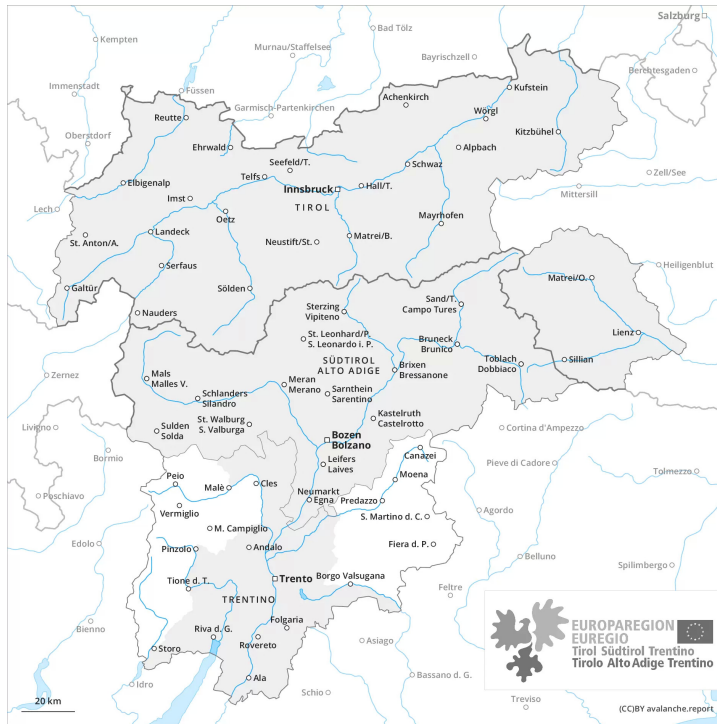 Salzburg
Kempten
Bad Tölz
Murnau/Staffelsee
Bayrischzell
Berchtesgaden
Immenstadt
Füssen
Garmisch-Partenkirchen
Achenkirch
Kufstein
Reutte
Wörgl
Oberstdorf
Kitzbühel
Ehrwald
Alpbach
Seefeld/T.
Schwaz
Zell/See
Telfs
Elbigenalp
Innsbruck
Hall/T.
Mittersill
Imst
Lech
TIROL
Oetz
Mayrhofen
Landeck
St. Anton/A.
Neustift/St.
Matrei/B.
Serfaus
Heiligenblut
Matrei/O.
Galtür
Sölden
Sand/T.
Campo Tures
Nauders
Sterzing
Vipiteno
Lienz
St. Leonhard/P.
S. Leonardo i. P.
Bruneck
Brunico
SÜDTIROL
ALTO ADIGE
Toblach
Dobbiaco
Sillian
Brixen
Bressanone
Zernez
Mals
Malles V.
Meran
Merano
Sarnthein
Sarentino
Schlanders
Silandro
St. Walburg
S. Valburga
Kastelruth
Castelrotto
Livigno
Sulden
Solda
Cortina d'Ampezzo
Bozen
Bolzano
Bormio
Canazei
Leifers
Laives
Pieve di Cadore
Tolmezzo
Peio
Moena
Malè
Cles
Poschiavo
Neumarkt
Egna
Predazzo
Vermiglio
Agordo
S. Martino d. C.
M. Campiglio
Edolo
Pinzolo
Andalo
Fiera d. P.
Belluno
Spilimbergo
Tione d. T.
Trento
Borgo Valsugana
Feltre
TRENTINO
Folgaria
Bienno
Riva d. G.
Rovereto
Asiago
Storo
Bassano d. G.
Ala
Idro
Schio
Treviso
EUROPAREGION
EUREGIO
Tirol Südtirol Trentino
Tirolo Alto Adige Trentino
20 km
(CC)BY avalanche.report